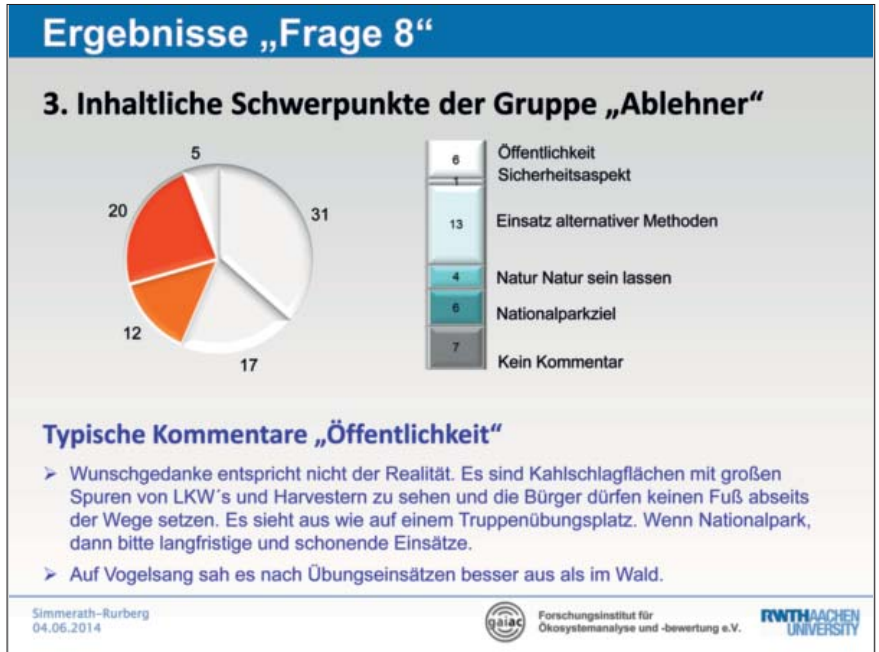 Ergebnisse „Frage 8“
3. Inhaltliche Schwerpunkte der Gruppe „Ablehner“
5
20
31
12
17
6
1
13
4
6
7
Öffentlichkeit
Sicherheitsaspekt
Einsatz alternativer Methoden
Natur Natur sein lassen
Nationalparkziel
Kein Kommentar
Typische Kommentare „Öffentlichkeit“
➢ Wunschgedanke entspricht nicht der Realität. Es sind Kahlschlagflächen mit großen
Spuren von LKW´s und Harvestern zu sehen und die Bürger dürfen keinen Fuß abseits
der Wege setzen. Es sieht aus wie auf einem Truppenübungsplatz. Wenn Nationalpark,
dann bitte langfristige und schonende Einsätze.
➢ Auf Vogelsang sah es nach Übungseinsätzen besser aus als im Wald.
Simmerath-Rurberg
04.06.2014
gaiac
Forschungsinstitut für
Ökosystemanalyse und -bewertung e.V.
RWTHAACHEN
UNIVERSITY